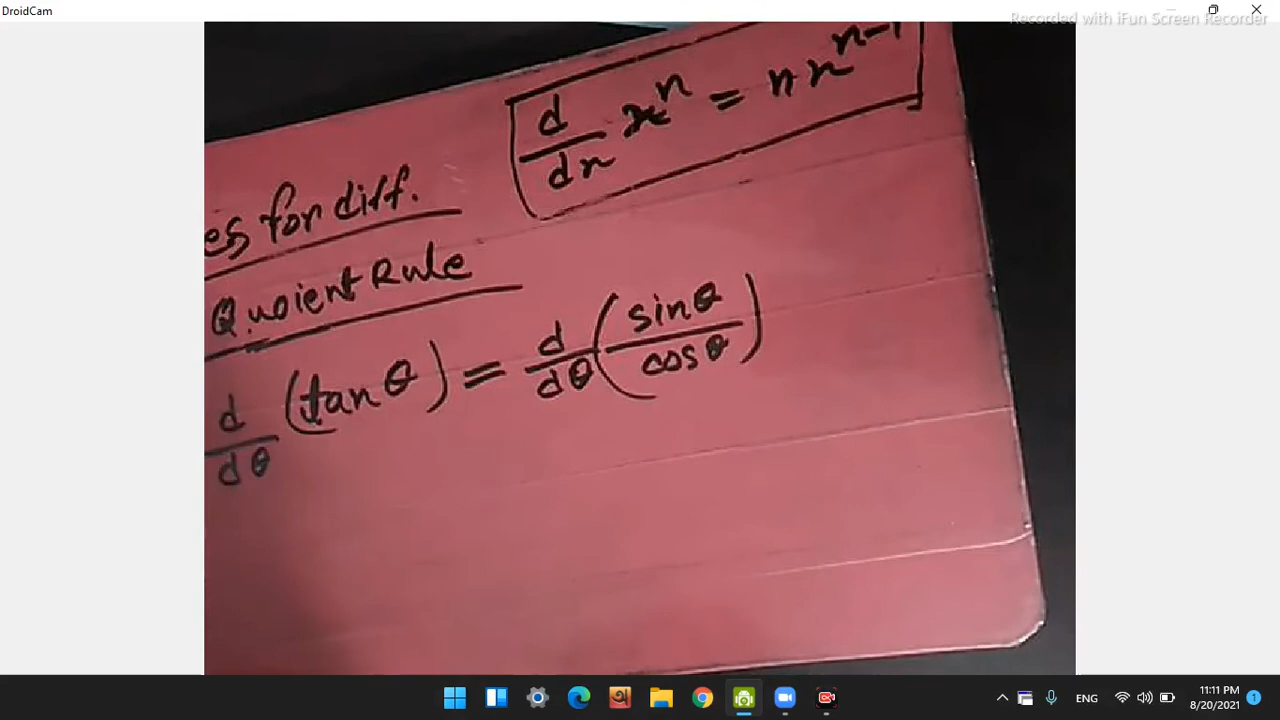 DroidCam
Recorded with iFun Screen Recorder
d/dx x^n = n x^{n-1}
es for diff.
Quoient Rule
d/dθ (tan θ) = d/dθ (sin θ / cos θ)
ENG
11:11 PM
8/20/2021
1